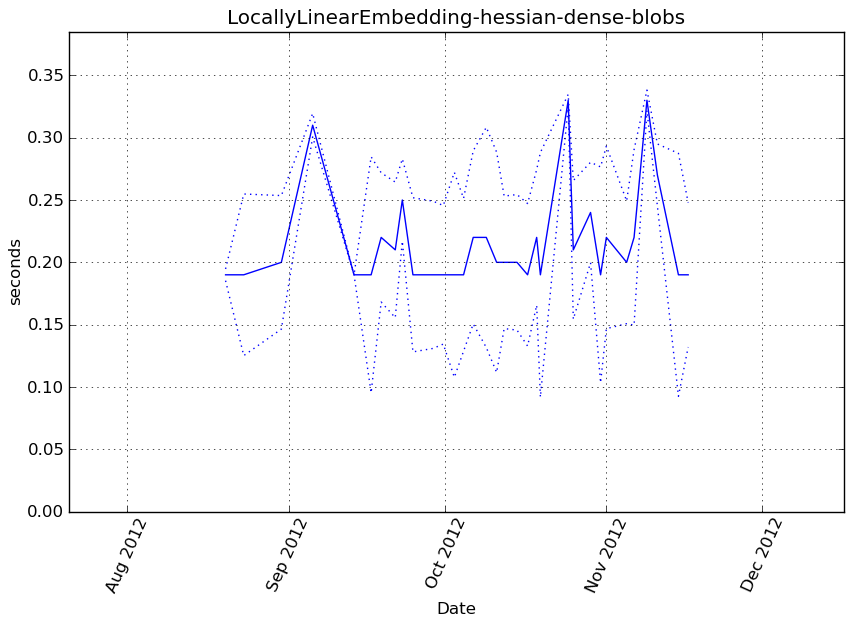 LocallyLinearEmbedding-hessian-dense-blobs
0.35
0.30
0.25
0.20
0.15
0.10
0.05
0.00
seconds
Aug 2012
Sep 2012
Oct 2012
Nov 2012
Dec 2012
Date